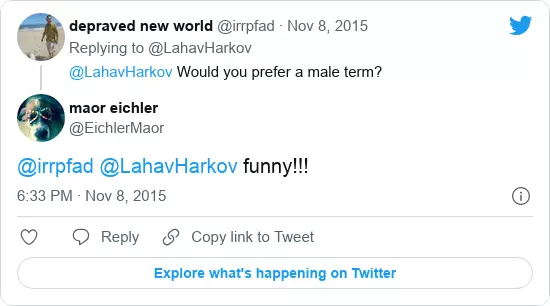 depraved new world @irrpfad · Nov 8, 2015
Replying to @LahavHarkov
@LahavHarkov Would you prefer a male term?
maor eichler
@EichlerMaor
@irrpfad @LahavHarkov funny!!!
6:33 PM · Nov 8, 2015
Reply
Copy link to Tweet
Explore what's happening on Twitter